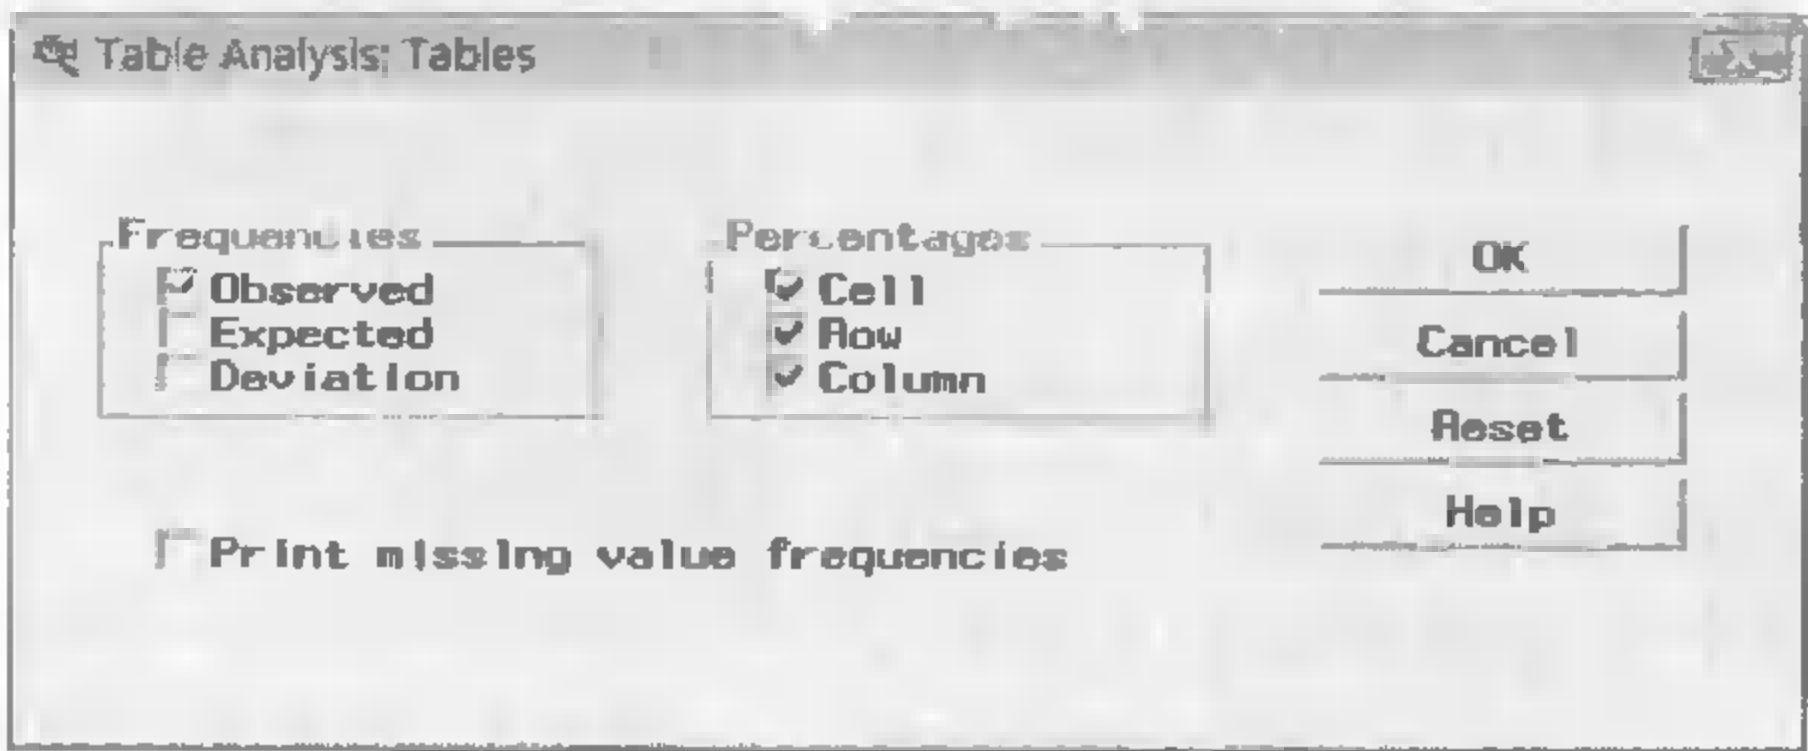 Table Analysis: Tables
Frequencies
Observed
Expected
Deviation
Percentages
Cell
Row
Column
OK
Cancel
Reset
Help
Print missing value frequencies